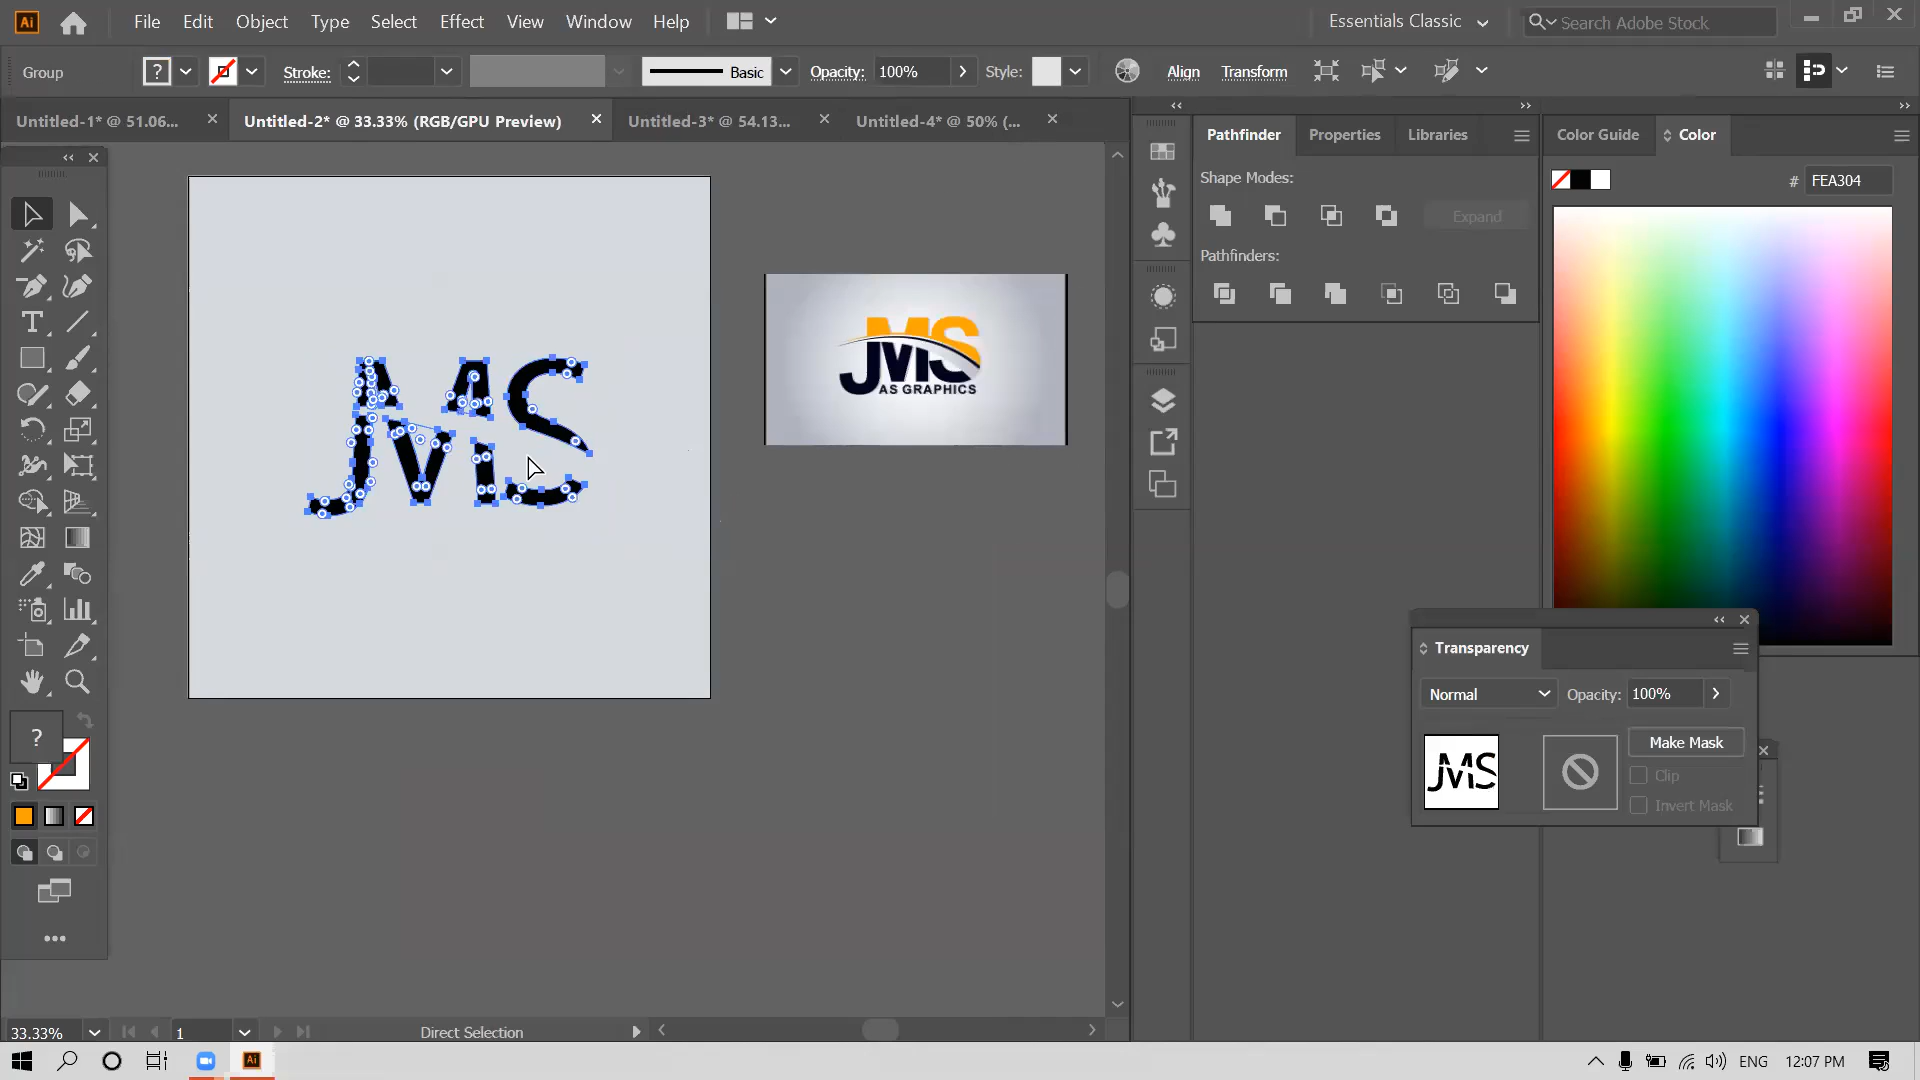 Ai File Edit Object Type Select Effect View Window Help Essentials Classic Search Adobe Stock
Group ? Stroke: Basic Opacity: 100% Style: Align Transform
Untitled-1* @ 51.06... Untitled-2* @ 33.33% (RGB/GPU Preview) Untitled-3* @ 54.13... Untitled-4* @ 50% (...
Pathfinder Properties Libraries Color Guide Color
Shape Modes:
# FEA304
Expand
Pathfinders:
JMS
JMS
AS GRAPHICS
Transparency
Normal Opacity: 100%
?
Make Mask
JMS
Clip
Invert Mask
33.33% 1 Direct Selection
Ai ENG 12:07 PM